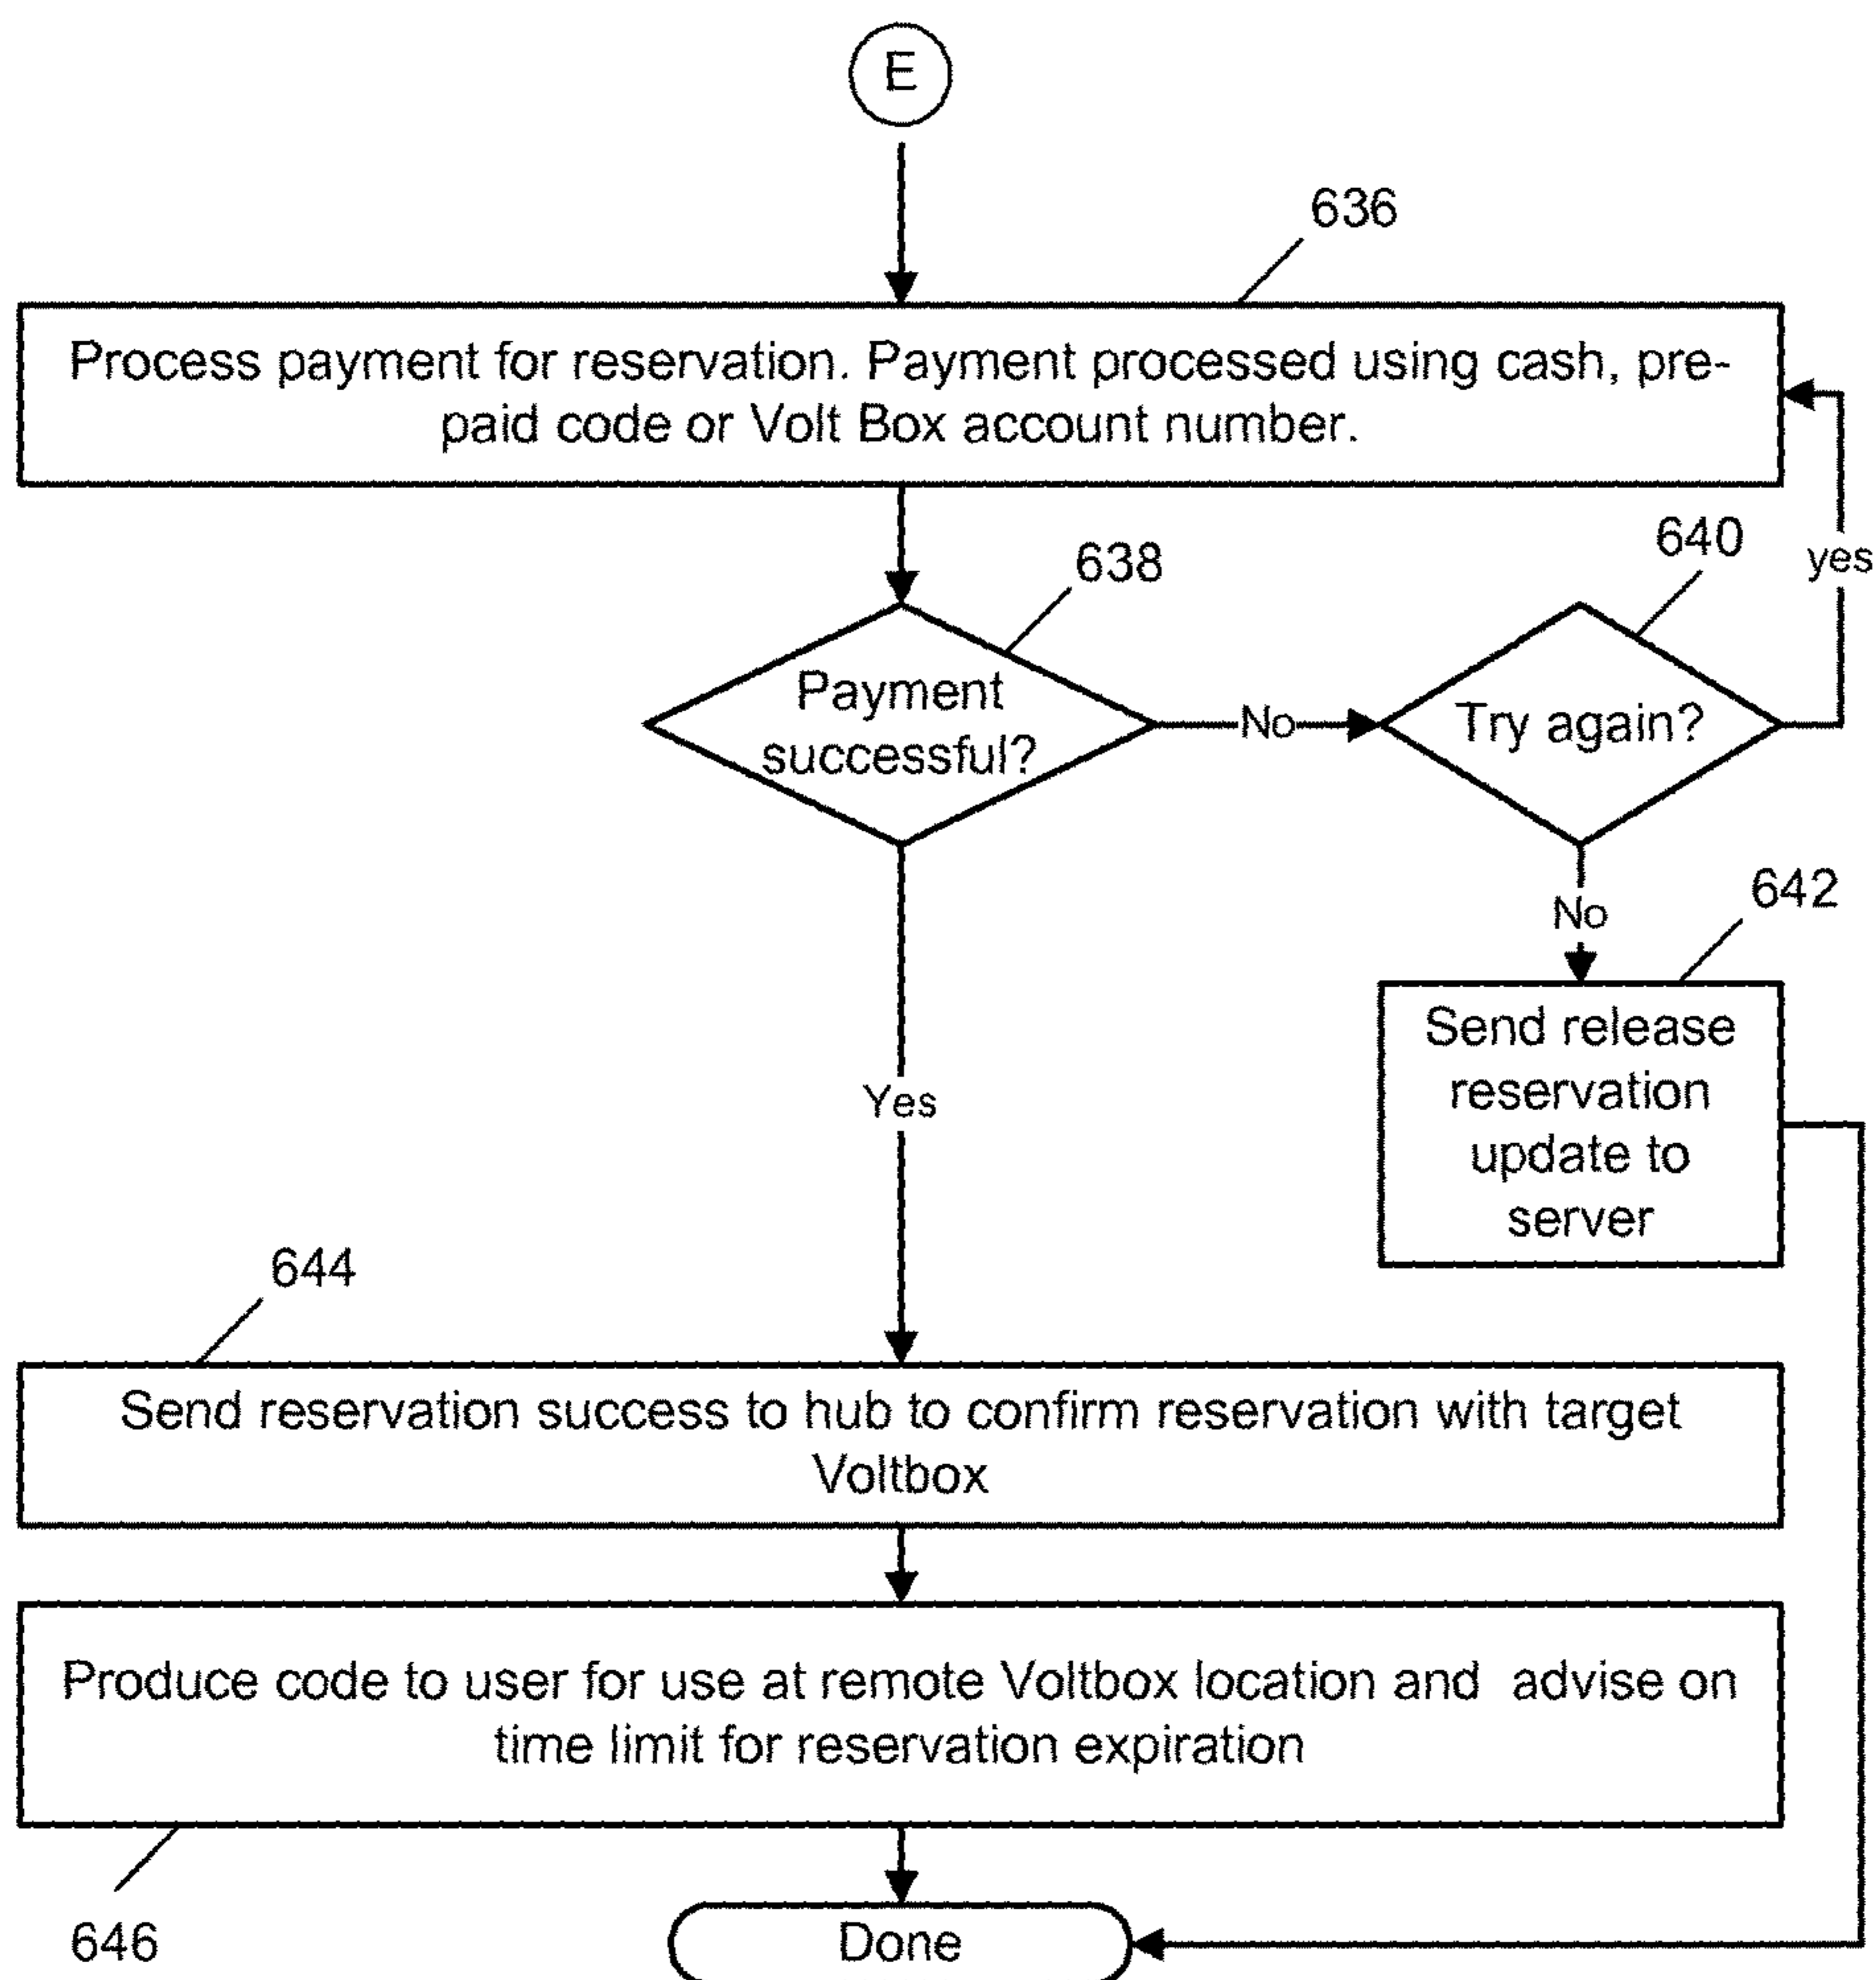 E
636
Process payment for reservation. Payment processed using cash, pre-
paid code or Volt Box account number.
640
yes
638
Payment
successful?
No
Try again?
642
No
Send release
reservation
update to
server
Yes
644
Send reservation success to hub to confirm reservation with target
Voltbox
Produce code to user for use at remote Voltbox location and  advise on
time limit for reservation expiration
646
Done